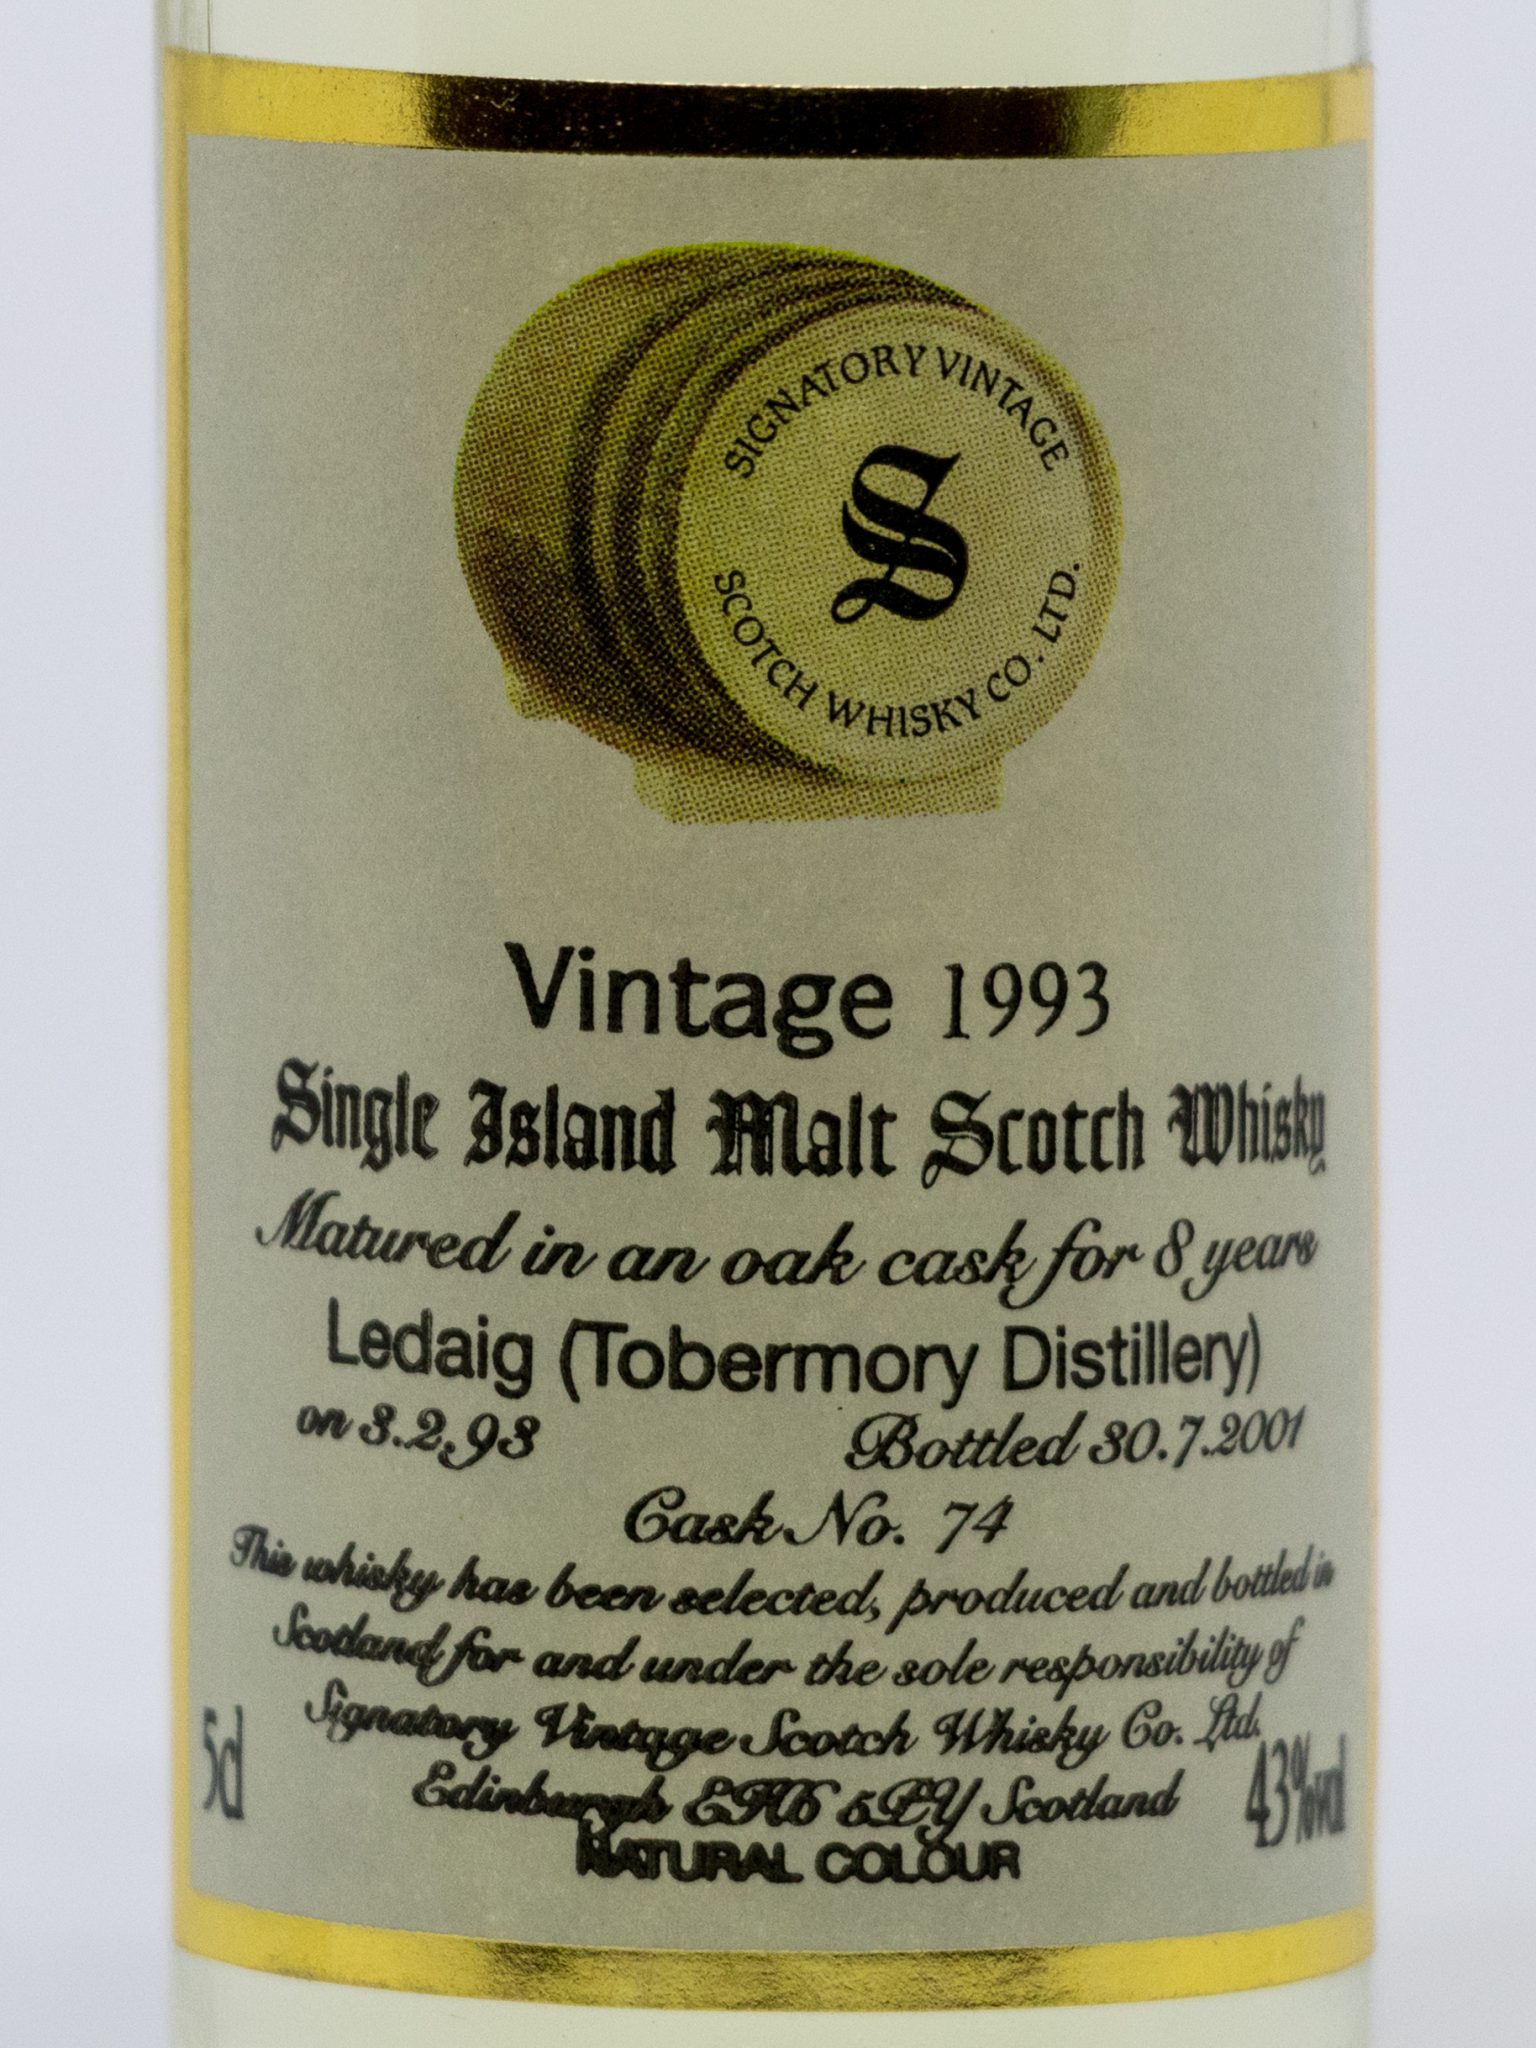 SIGNATORY VINTAGE
S
SCOTCH WHISKY CO. LTD.
Vintage 1993
Single Island Malt Scotch Whisky
Matured in an oak cask for 8 years
Ledaig (Tobermory Distillery)
on 3.2.93 Bottled 30.7.2001
Cask No. 74
This whisky has been selected, produced and bottled in
Scotland for and under the sole responsibility of
Signatory Vintage Scotch Whisky Co. Ltd.
Edinburgh EH6 5PY Scotland
5cl 43%vol
NATURAL COLOUR